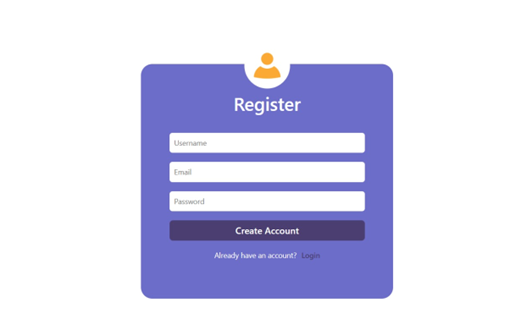 Register
Username
Email
Password
Create Account
Already have an account? Login